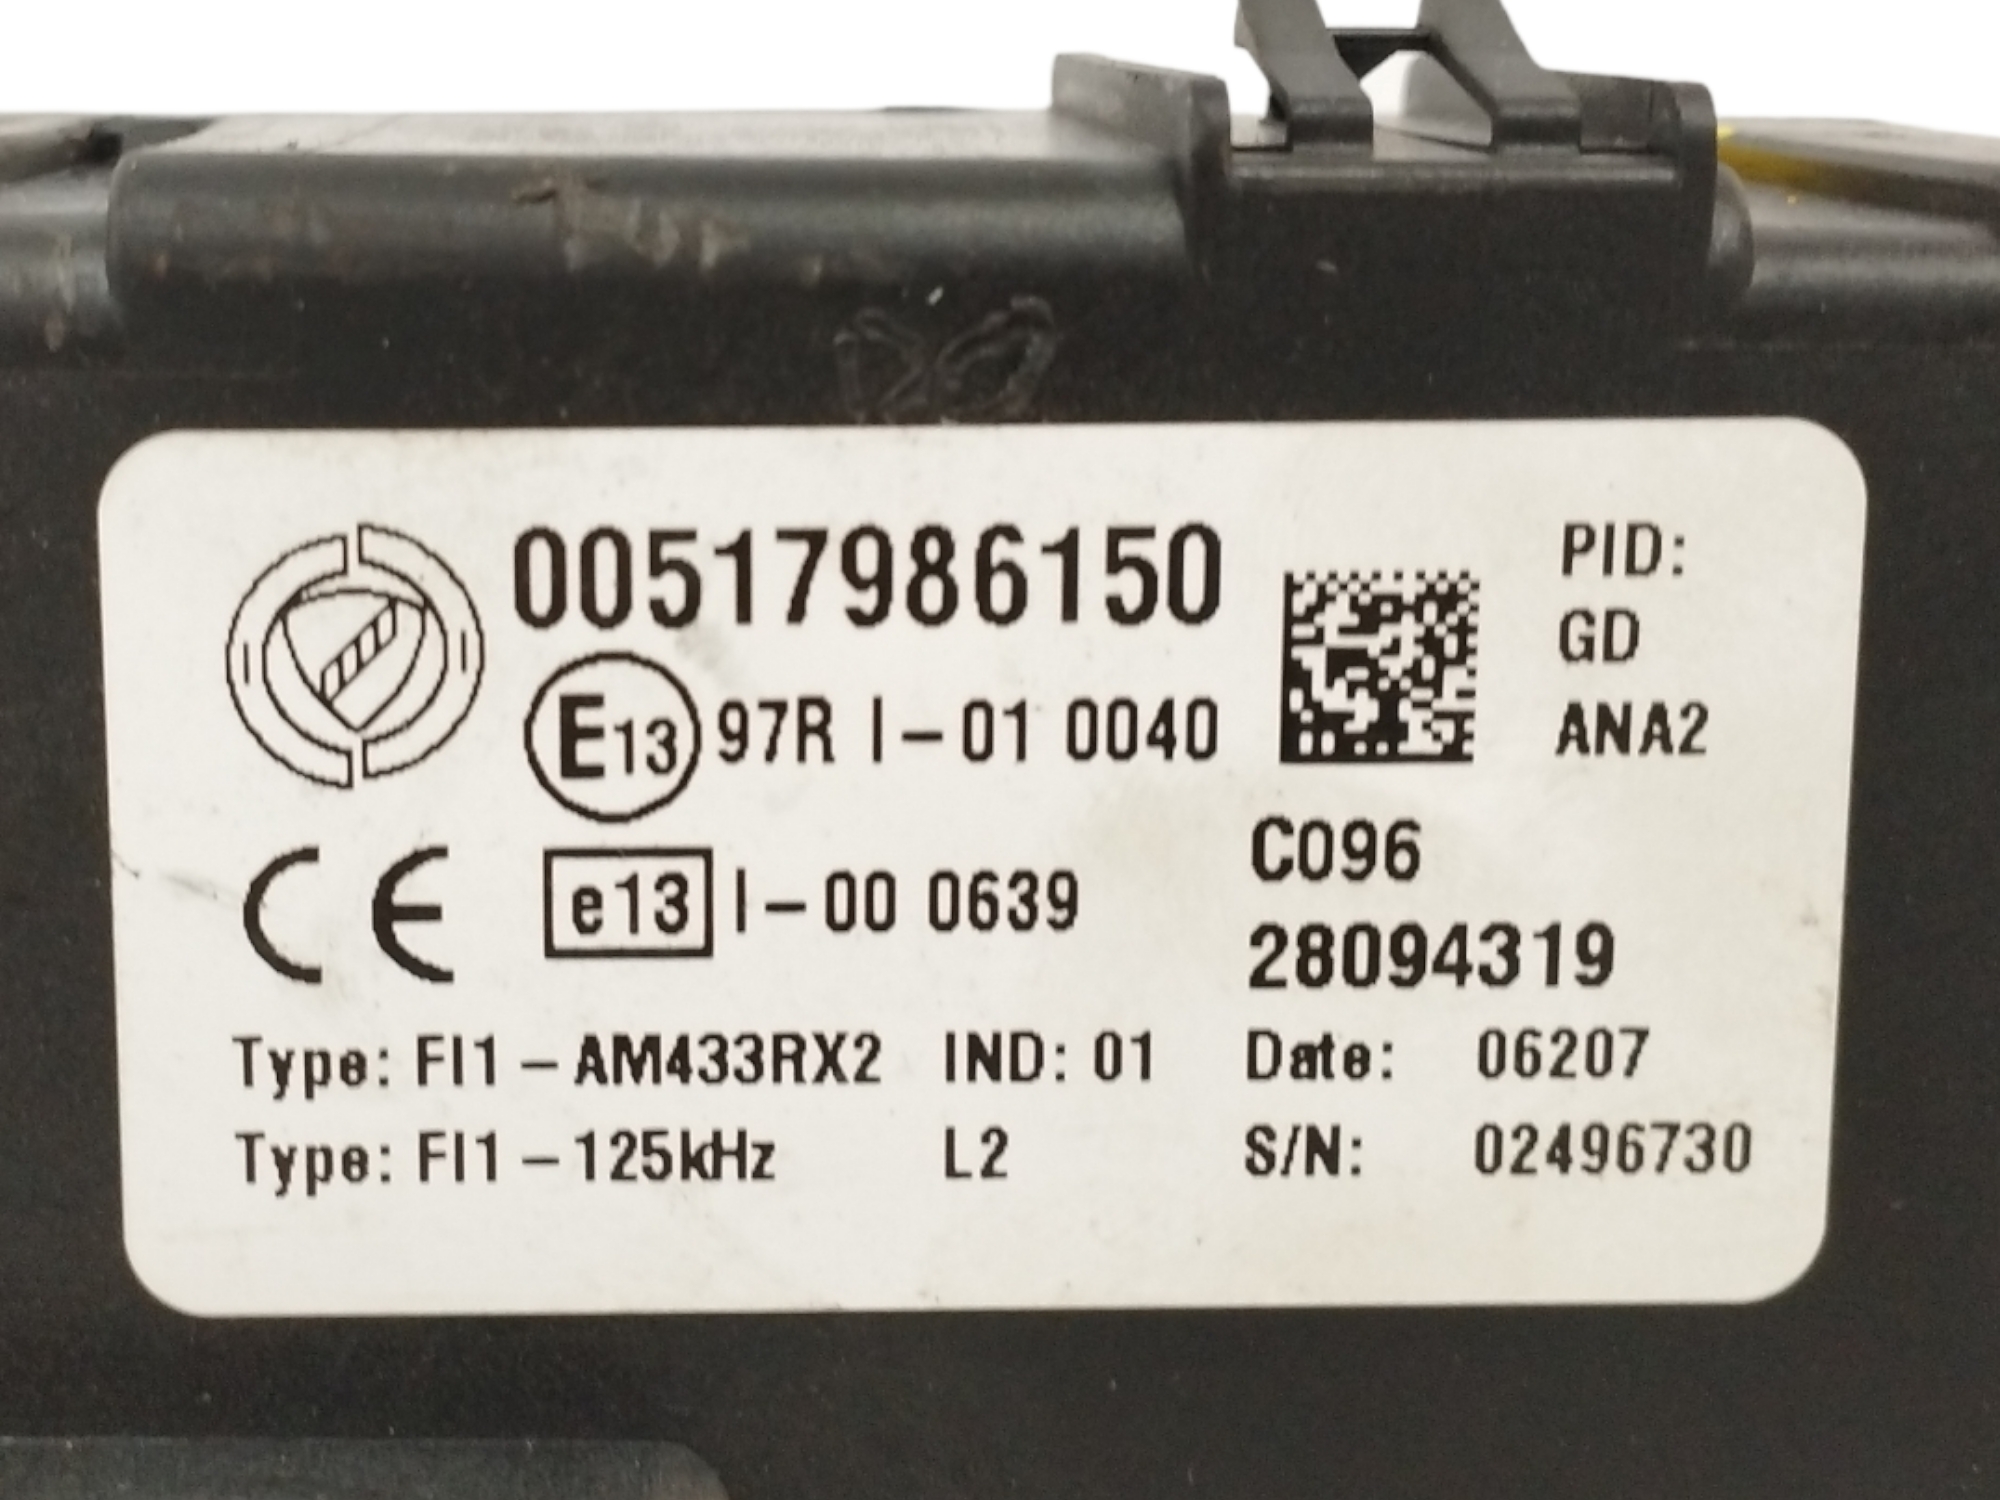 00517986150
E13 97R I-01 0040
CE e13 I-00 0639
Type: FI1-AM433RX2 IND: 01
Type: FI1-125kHz L2
PID:
GD
ANA2
C096
28094319
Date: 06207
S/N: 02496730